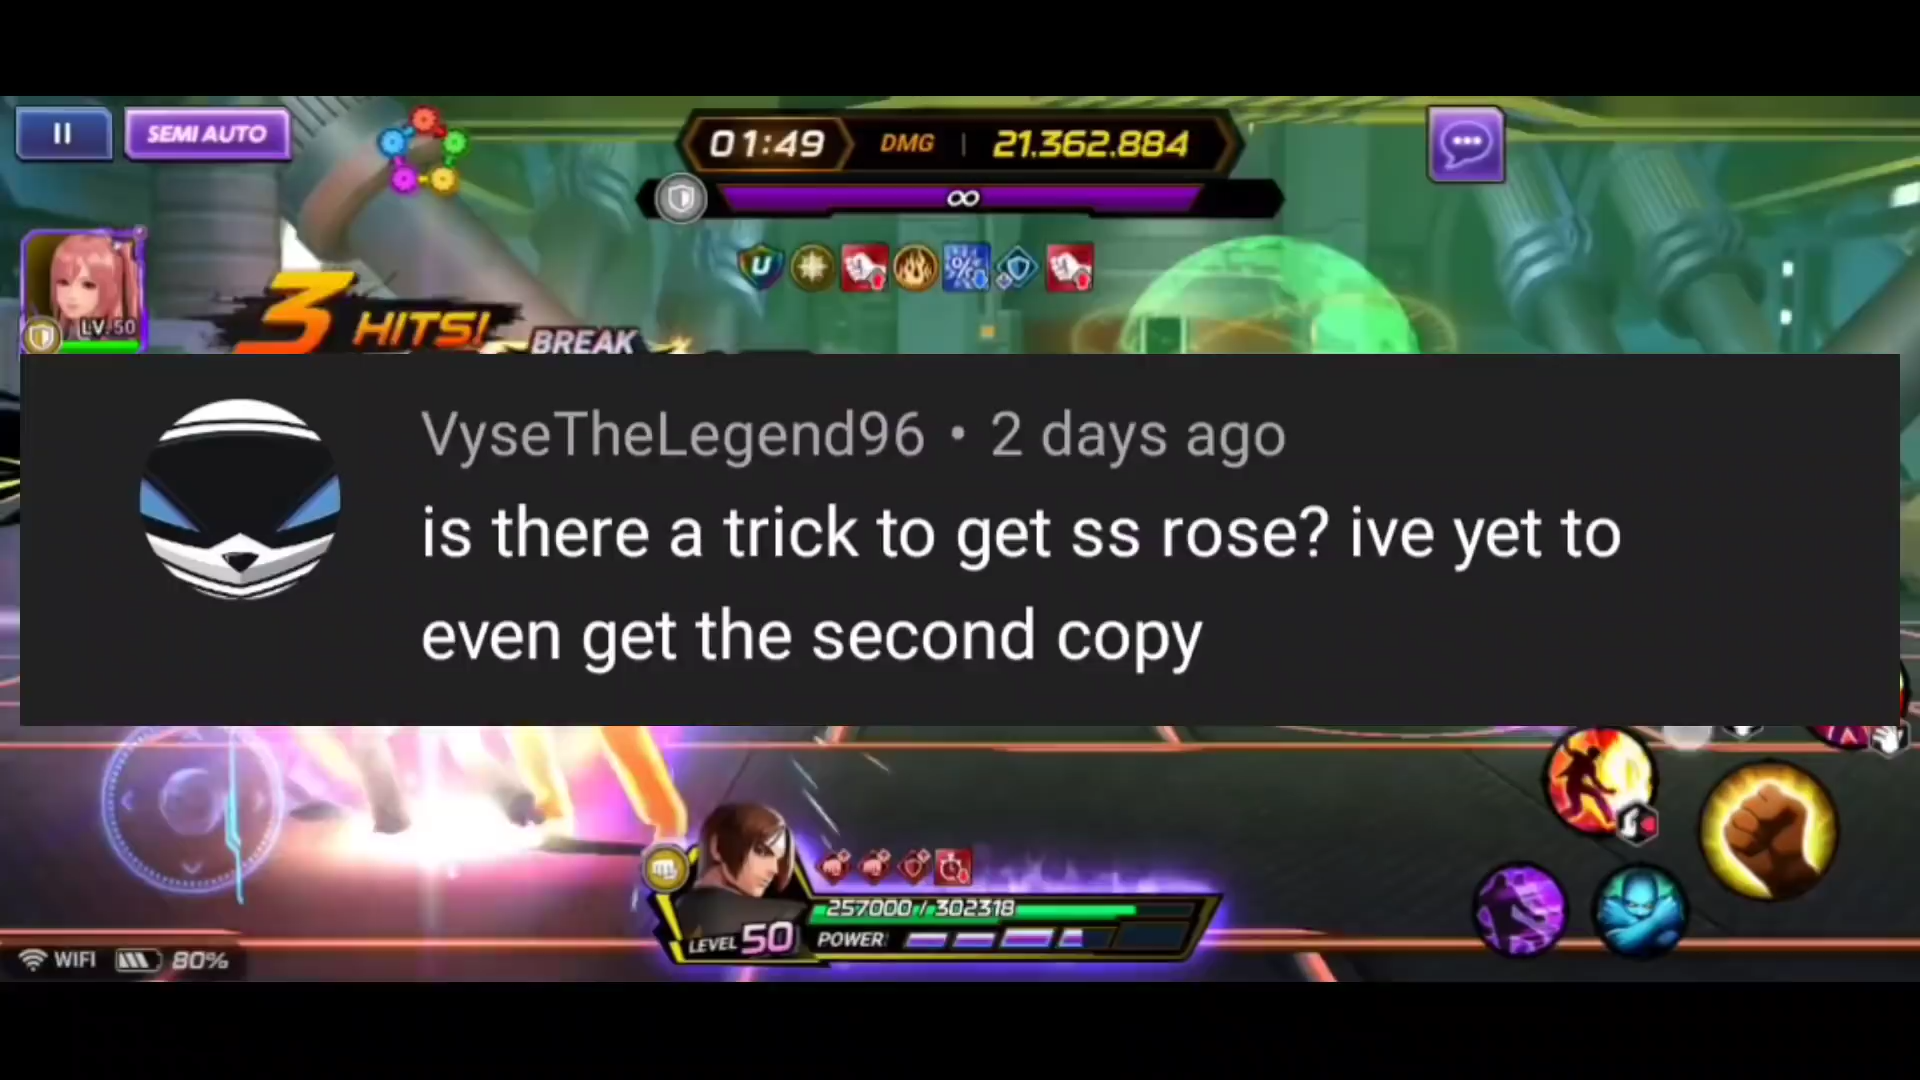 SEMI AUTO
01:49 DMG | 21.362.884
∞
U
%
LV.50
3 HITS!
BREAK
VyseTheLegend96 • 2 days ago
is there a trick to get ss rose? ive yet to
even get the second copy
257000 / 302318
LEVEL 50 POWER
WIFI 80%